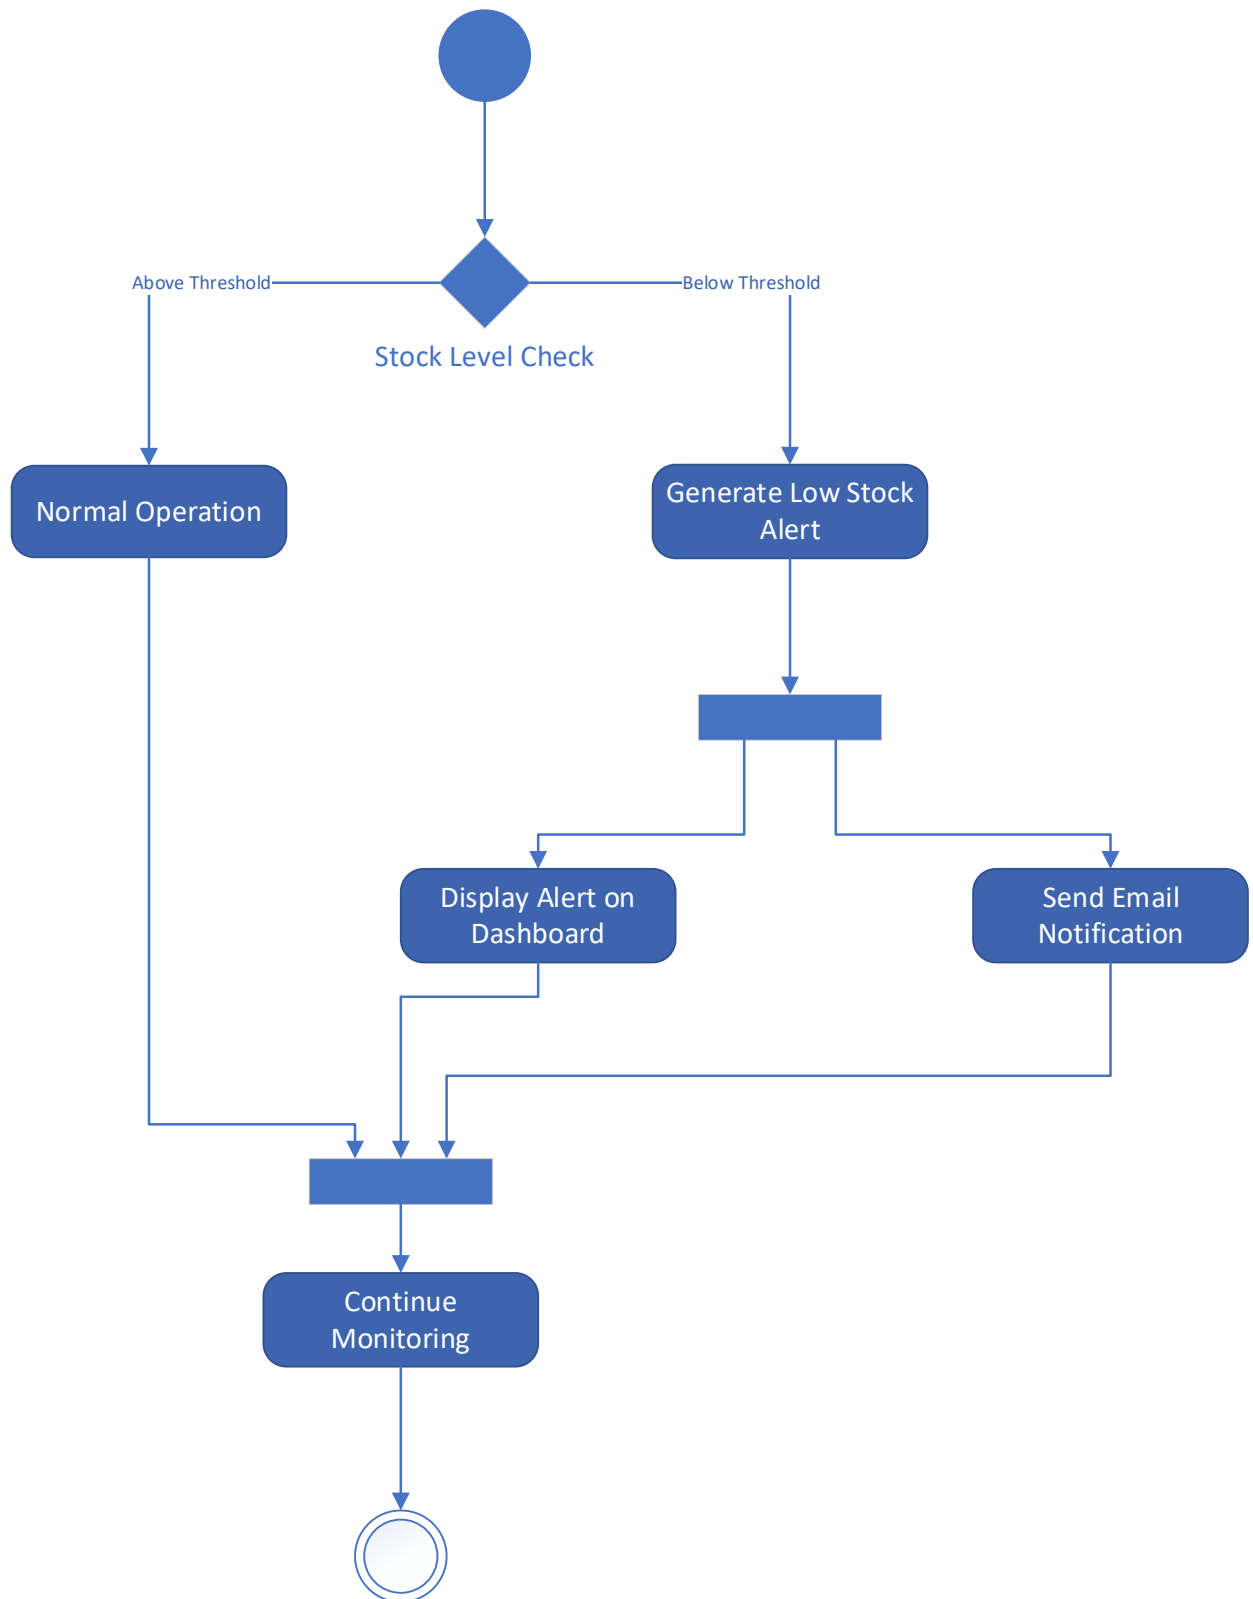 Above Threshold
Below Threshold
Stock Level Check
Normal Operation
Generate Low Stock
Alert
Display Alert on
Dashboard
Send Email
Notification
Continue
Monitoring